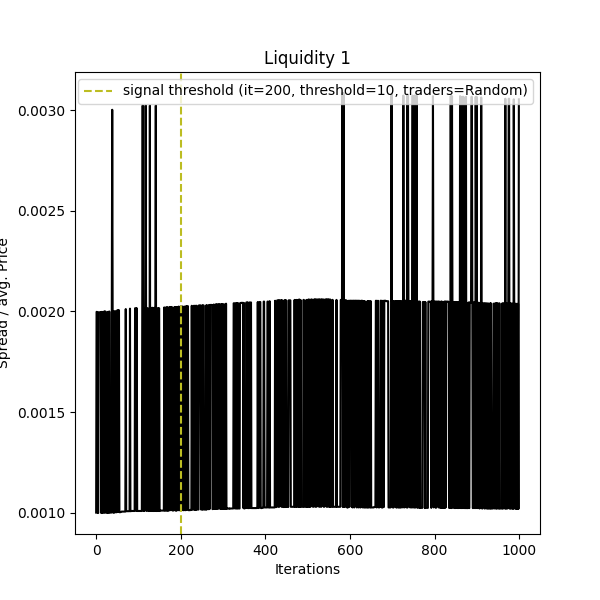 Liquidity 1
signal threshold (it=200, threshold=10, traders=Random)
0.0030
0.0025
0.0020
0.0015
0.0010
Spread / avg. Price
0 200 400 600 800 1000
Iterations